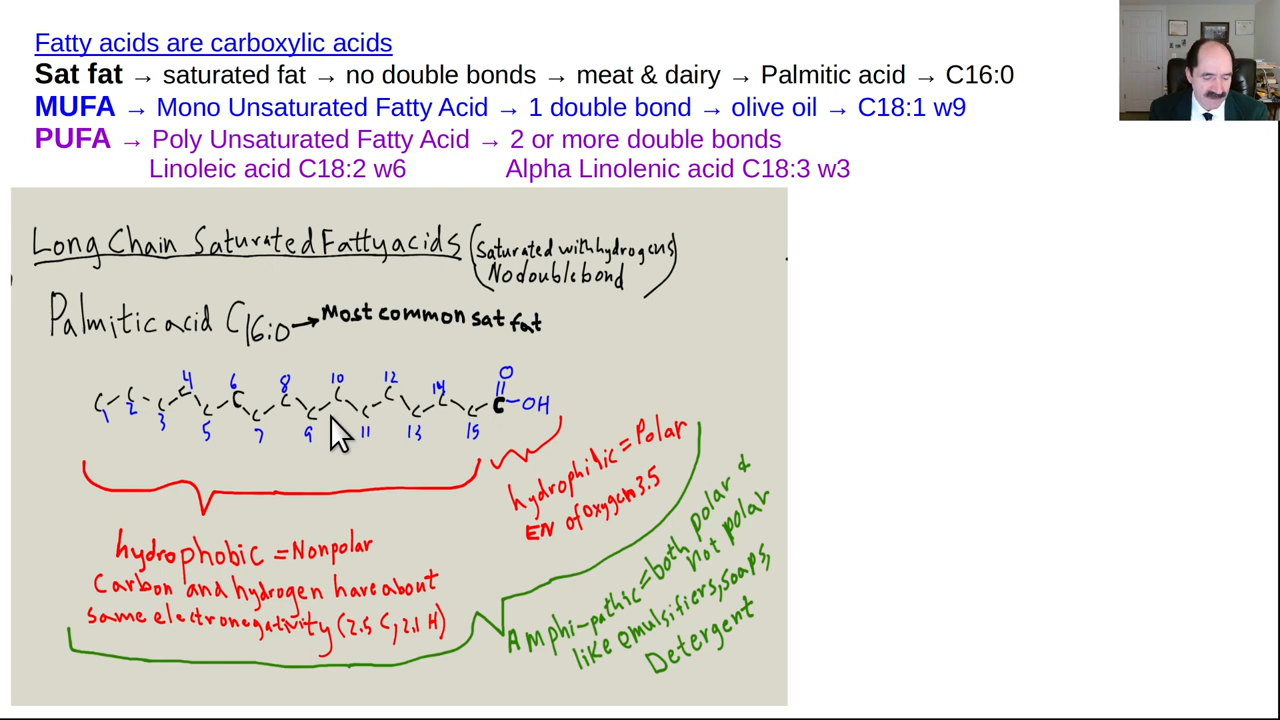 Fatty acids are carboxylic acids
Sat fat → saturated fat → no double bonds → meat & dairy → Palmitic acid → C16:0
MUFA → Mono Unsaturated Fatty Acid → 1 double bond → olive oil → C18:1 w9
PUFA → Poly Unsaturated Fatty Acid → 2 or more double bonds
Linoleic acid C18:2 w6 Alpha Linolenic acid C18:3 w3
Long Chain Saturated Fatty acids (Saturated with hydrogens
No double bond)
Palmitic acid C16:0 → Most common sat fat
4 6 8 10 12 14 O
C C C C C C C C C C C C C C C C OH
1 2 3 5 7 9 11 13 15
hydrophilic = Polar
EN of oxygen 3.5
hydrophobic = Nonpolar
Carbon and hydrogen have about
same electronegativity (2.5 C, 2.1 H)
Amphi-pathic = both polar &
not polar
like emulsifiers, soaps,
Detergent